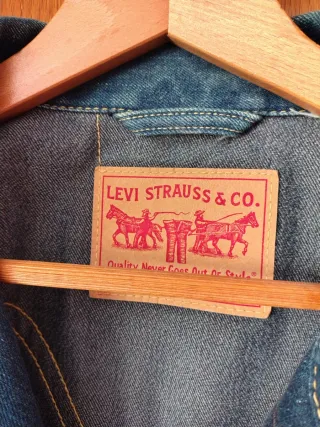 LEVI STRAUSS & CO.
Quality Never Goes Out Of Style®